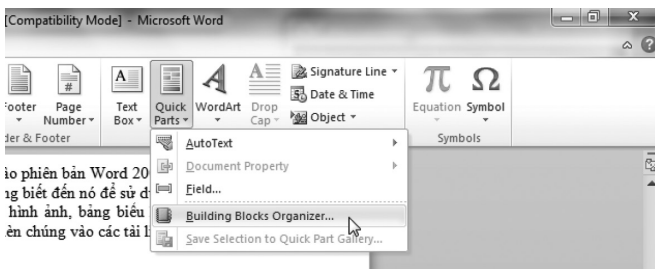 [Compatibility Mode] - Microsoft Word
Footer Page Number Text Box Quick Parts WordArt Drop Cap Signature Line Date & Time Object Equation Symbol
der & Footer Symbols
AutoText
Document Property
Field...
Building Blocks Organizer...
Save Selection to Quick Part Gallery...
ào phiên bản Word 20
ng biết đến nó để sử d
hình ảnh, bảng biểu
èn chúng vào các tài l